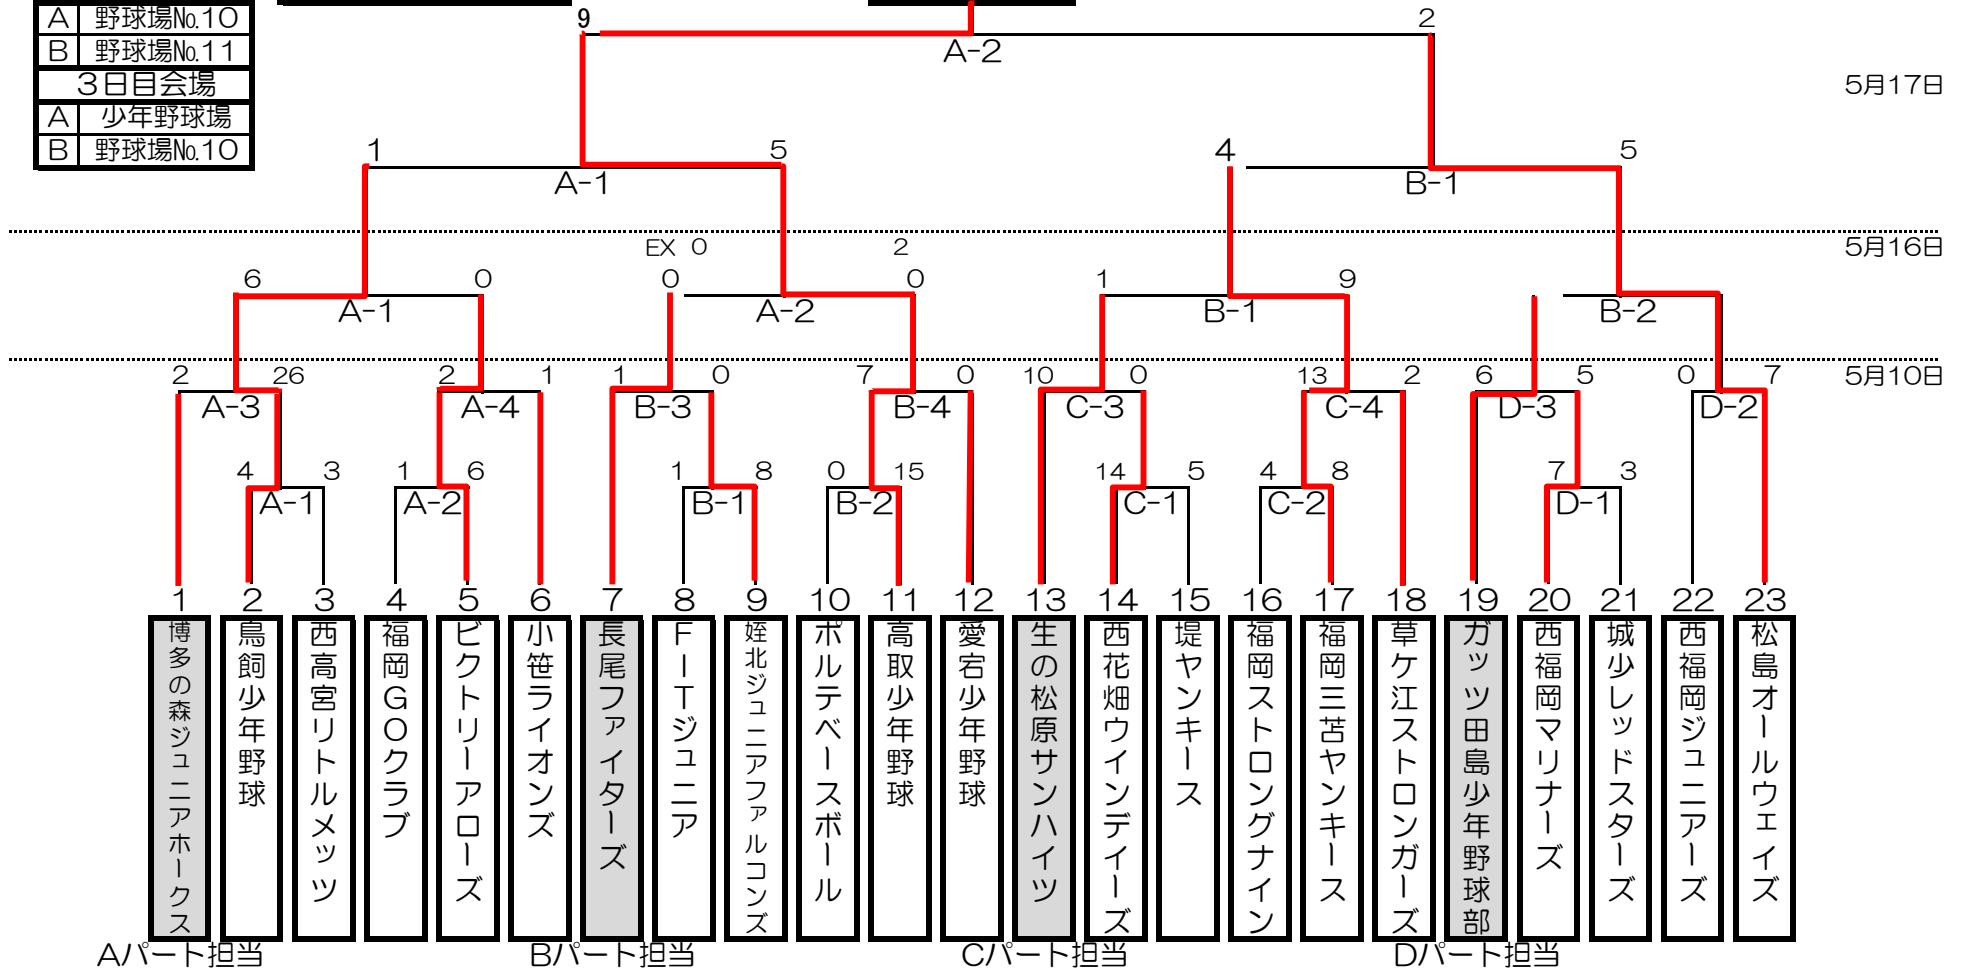 A 野球場№10
B 野球場№11
3日目会場
A 少年野球場
B 野球場№10
9 2
A-2
5月17日
1 5 4 5
A-1 B-1
EX 0 2
5月16日
6 0 0 0 1 9
A-1 A-2 B-1 B-2
2 26 2 1 1 0 7 0 10 0 13 2 6 5 0 7
5月10日
A-3 A-4 B-3 B-4 C-3 C-4 D-3 D-2
4 3 1 6 1 8 0 15 14 5 4 8 7 3
A-1 A-2 B-1 B-2 C-1 C-2 D-1
1 2 3 4 5 6 7 8 9 10 11 12 13 14 15 16 17 18 19 20 21 22 23
博多の森ジュニアホークス
鳥飼少年野球
西高宮リトルメッツ
福岡GOクラブ
ビクトリーアローズ
小笹ライオンズ
長尾ファイターズ
FーTジュニア
姪北ジュニアファルコンズ
ポルテベースボール
高取少年野球
愛宕少年野球
生の松原サンハイツ
西花畑ウインディーズ
堤ヤンキース
福岡ストロングナイン
福岡三苫ヤンキース
草ケ江ストロンガーズ
ガッツ田島少年野球部
西福岡マリナーズ
城少レッドスターズ
西福岡ジュニアーズ
松島オールウェイズ
Aパート担当 Bパート担当 Cパート担当 Dパート担当